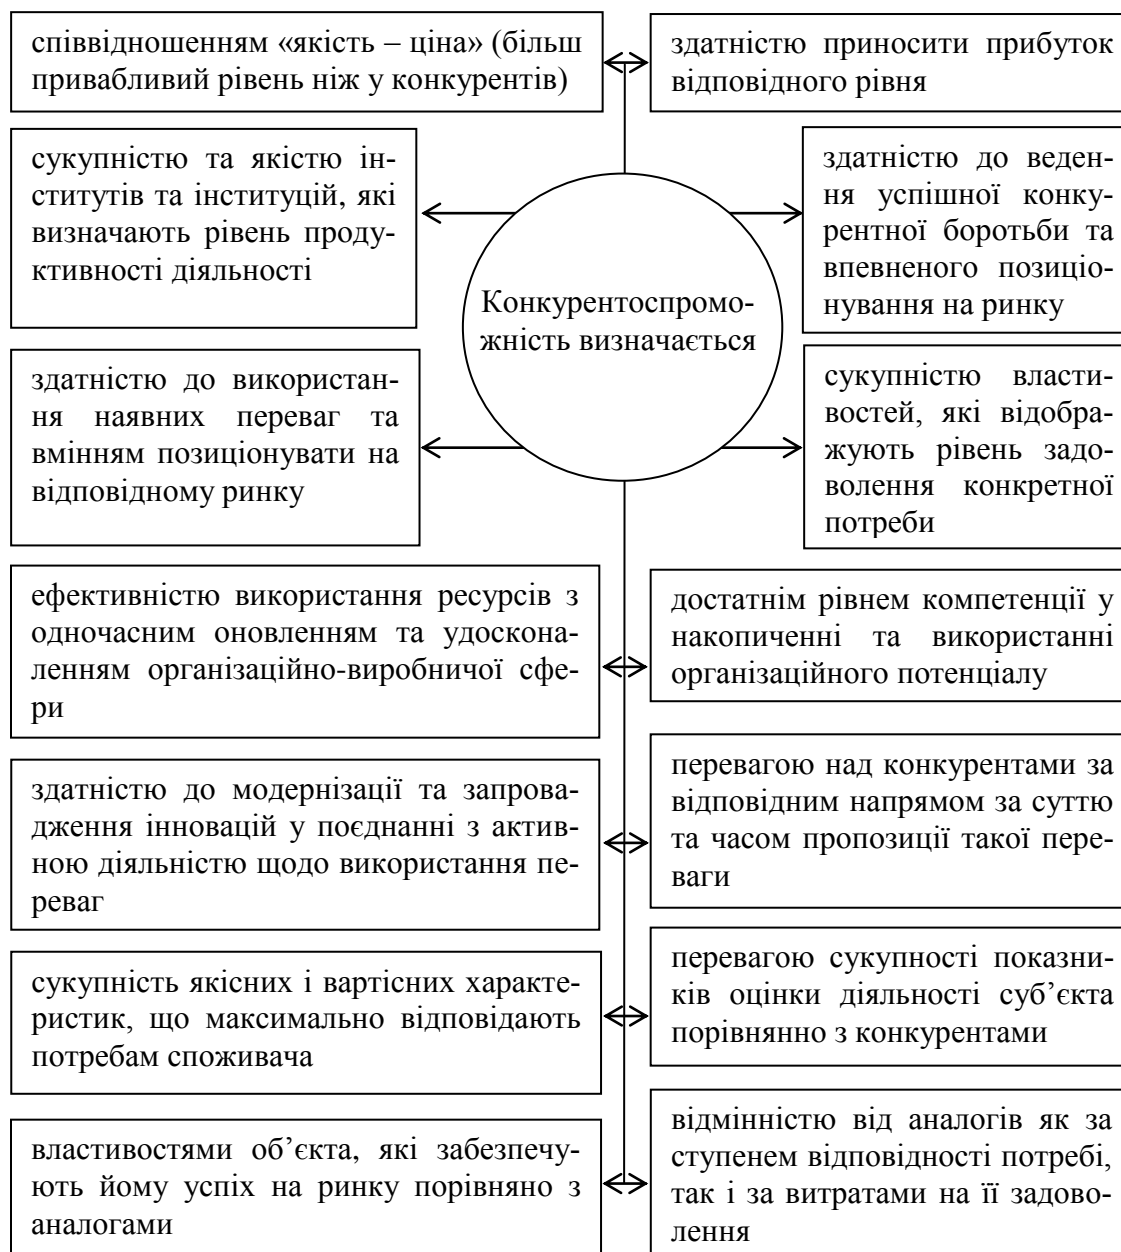 співвідношенням «якість – ціна» (більш
привабливий рівень ніж у конкурентів)
здатністю приносити прибуток
відповідного рівня
сукупністю та якістю ін-
ститутів та інституцій, які
визначають рівень проду-
ктивності діяльності
здатністю до веден-
ня успішної конку-
рентної боротьби та
впевненого позиціо-
нування на ринку
Конкурентоспромо-
жність визначається
здатністю до використан-
ня наявних переваг та
вмінням позиціонувати на
відповідному ринку
сукупністю власти-
востей, які відобра-
жують рівень задо-
волення конкретної
потреби
ефективністю використання ресурсів з
одночасним оновленням та удоскона-
ленням організаційно-виробничої сфе-
ри
достатнім рівнем компетенції у
накопиченні та використанні
організаційного потенціалу
здатністю до модернізації та запрова-
дження інновацій у поєднанні з актив-
ною діяльністю щодо використання пе-
реваг
перевагою над конкурентами за
відповідним напрямом за суттю
та часом пропозиції такої пере-
ваги
сукупність якісних і вартісних характе-
ристик, що максимально відповідають
потребам споживача
перевагою сукупності показни-
ків оцінки діяльності суб’єкта
порівнянно з конкурентами
властивостями об’єкта, які забезпечу-
ють йому успіх на ринку порівняно з
аналогами
відмінністю від аналогів як за
ступенем відповідності потребі,
так і за витратами на її задово-
лення